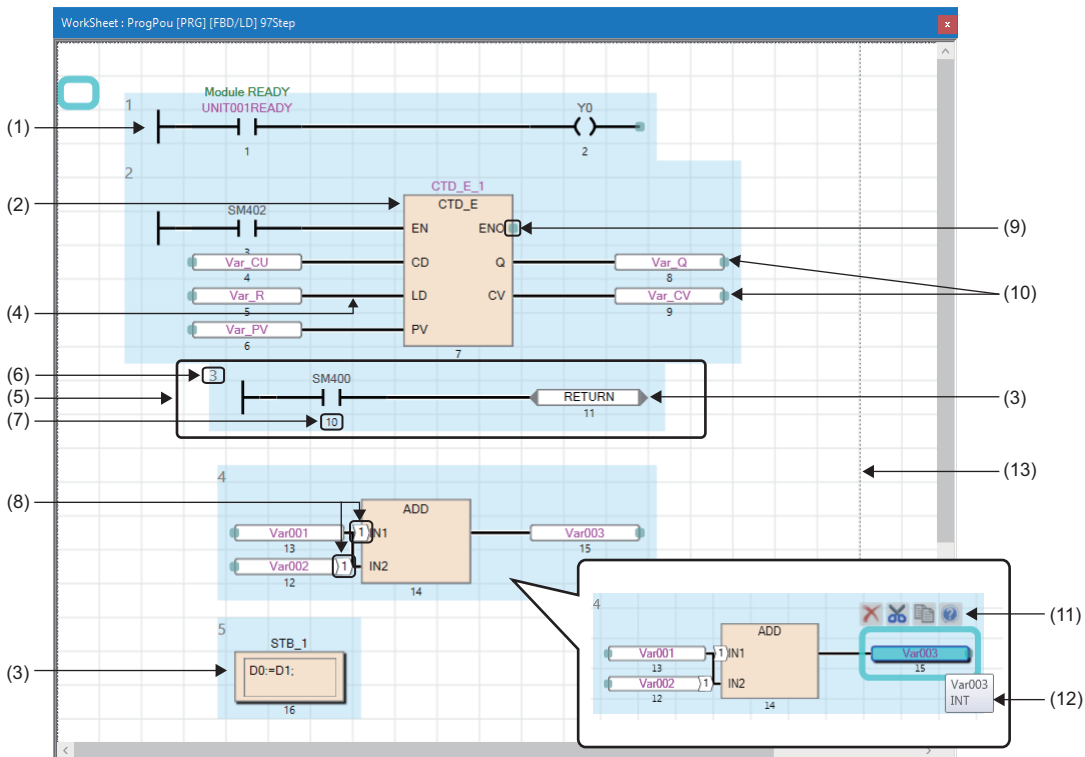 WorkSheet : ProgPou [PRG] [FBD/LD] 97Step
x
Module READY
1
UNIT001READY
Y0
(1)
1
2
2
CTD_E_1
(2)
SM402
CTD_E
EN
ENO
(9)
3
Var_CU
CD
Q
Var_Q
4
8
(10)
Var_R
LD
CV
Var_CV
(4)
5
9
Var_PV
PV
6
7
(6)
3
SM400
(5)
RETURN
(3)
11
(7)
10
4
(13)
(8)
ADD
Var001
1
IN1
Var003
13
15
Var002
1
IN2
12
14
5
STB_1
(3)
D0:=D1;
16
4
(11)
ADD
Var001
1
IN1
Var003
13
15
Var002
1
IN2
12
14
Var003
INT
(12)